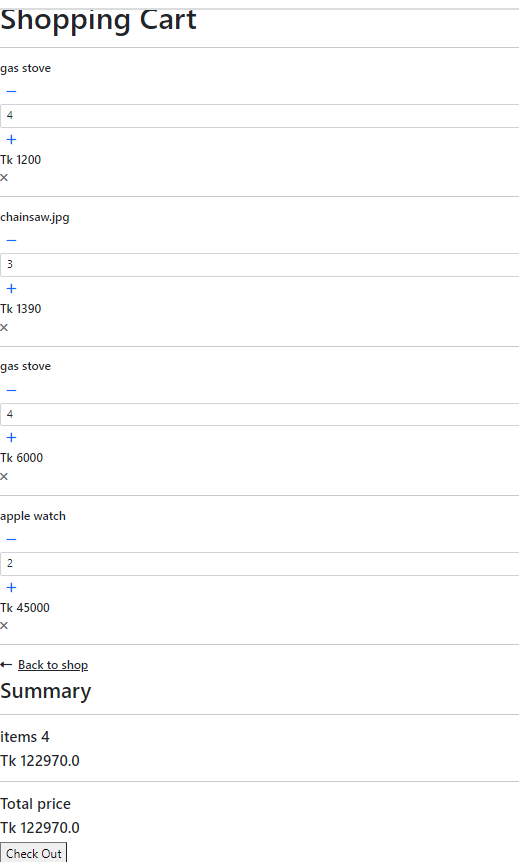 Shopping Cart
gas stove
−
4
+
Tk 1200
×
chainsaw.jpg
−
3
+
Tk 1390
×
gas stove
−
4
+
Tk 6000
×
apple watch
−
2
+
Tk 45000
×
← Back to shop
Summary
items 4
Tk 122970.0
Total price
Tk 122970.0
Check Out